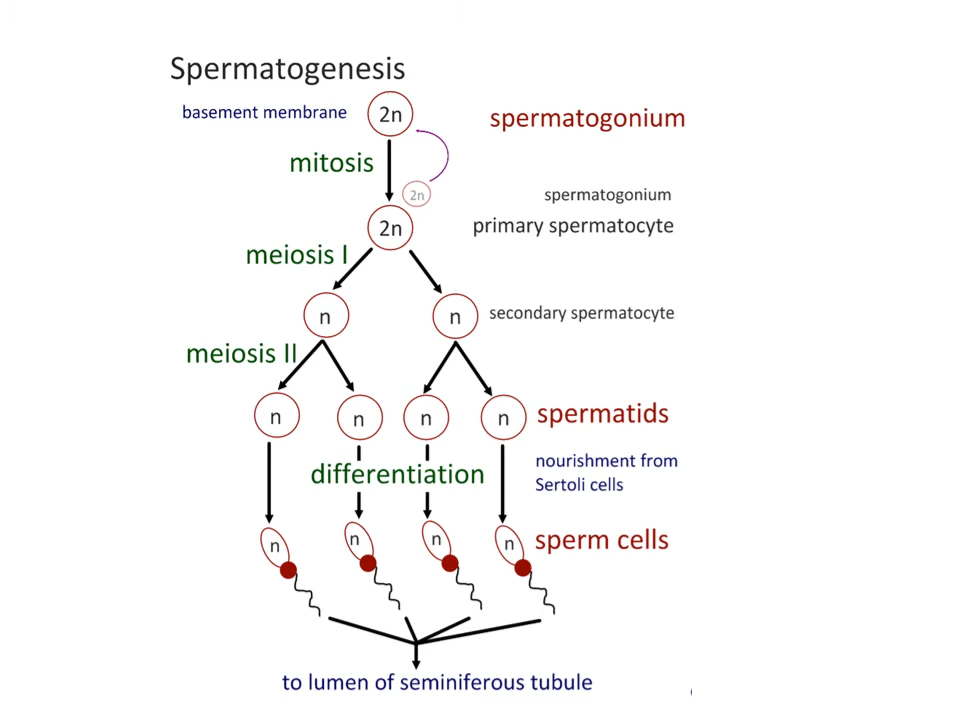 Spermatogenesis
basement membrane
2n
spermatogonium
mitosis
2n
spermatogonium
2n
primary spermatocyte
meiosis I
n
n
secondary spermatocyte
meiosis II
n
n
n
n
spermatids
differentiation
nourishment from
Sertoli cells
n
n
n
n
sperm cells
to lumen of seminiferous tubule